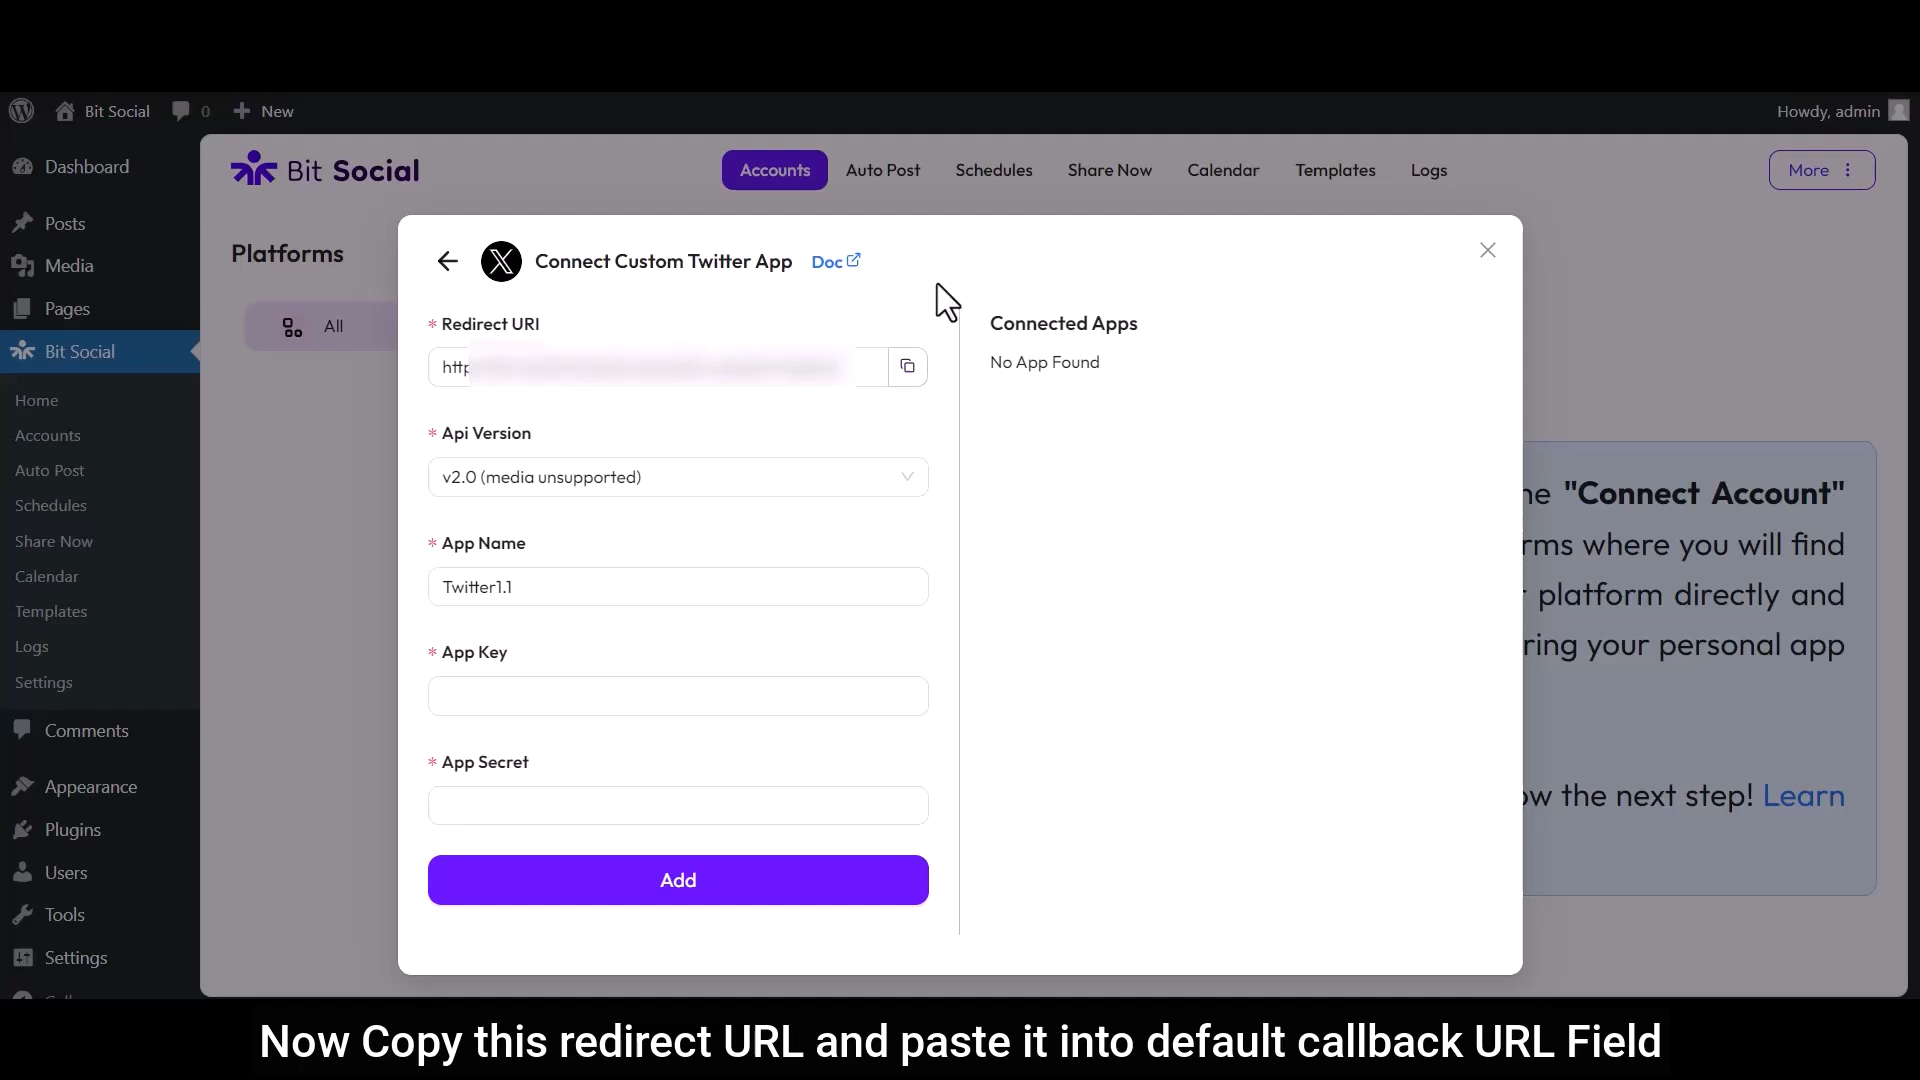 Bit Social
0
New
Howdy, admin
Dashboard
Posts
Media
Pages
Bit Social
Home
Accounts
Auto Post
Schedules
Share Now
Calendar
Templates
Logs
Settings
Comments
Appearance
Plugins
Users
Tools
Settings
Bit Social
Accounts
Auto Post
Schedules
Share Now
Calendar
Templates
Logs
More
Platforms
All
Connect Custom Twitter App
Doc
* Redirect URI
http
* Api Version
v2.0 (media unsupported)
* App Name
Twitter1.1
* App Key
* App Secret
Add
Connected Apps
No App Found
"Connect Account"
where you will find
platform directly and
your personal app
the next step! Learn
Now Copy this redirect URL and paste it into default callback URL Field